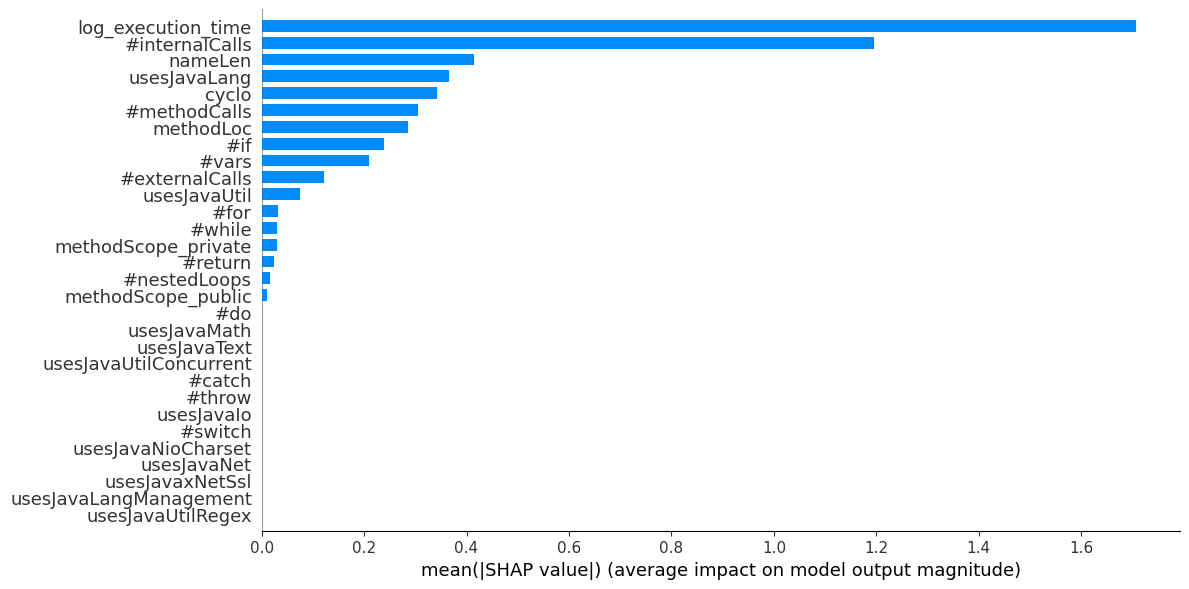 log_execution_time
#internalCalls
nameLen
usesJavaLang
cyclo
#methodCalls
methodLoc
#if
#vars
#externalCalls
usesJavaUtil
#for
#while
methodScope_private
#return
#nestedLoops
methodScope_public
#do
usesJavaMath
usesJavaText
usesJavaUtilConcurrent
#catch
#throw
usesJavaIo
#switch
usesJavaNioCharset
usesJavaNet
usesJavaxNetSsl
usesJavaLangManagement
usesJavaUtilRegex
0.0 0.2 0.4 0.6 0.8 1.0 1.2 1.4 1.6
mean(|SHAP value|) (average impact on model output magnitude)